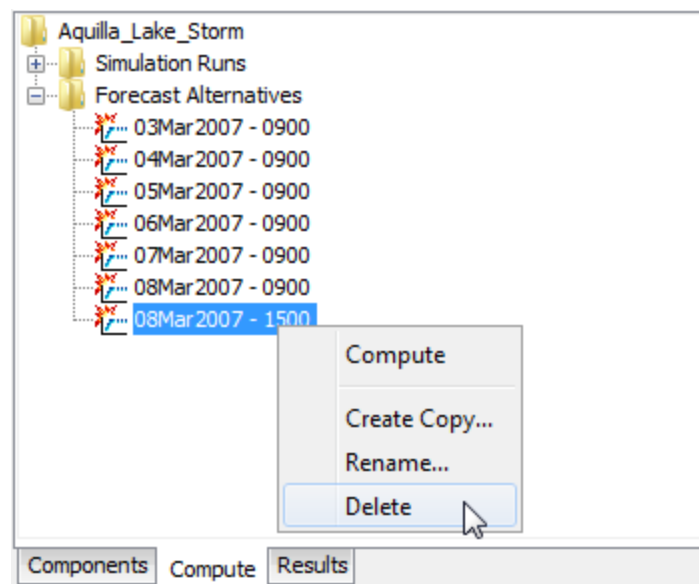 Aquilla_Lake_Storm
Simulation Runs
Forecast Alternatives
03Mar2007 - 0900
04Mar2007 - 0900
05Mar2007 - 0900
06Mar2007 - 0900
07Mar2007 - 0900
08Mar2007 - 0900
08Mar2007 - 1500
Compute
Create Copy...
Rename...
Delete
Components Compute Results